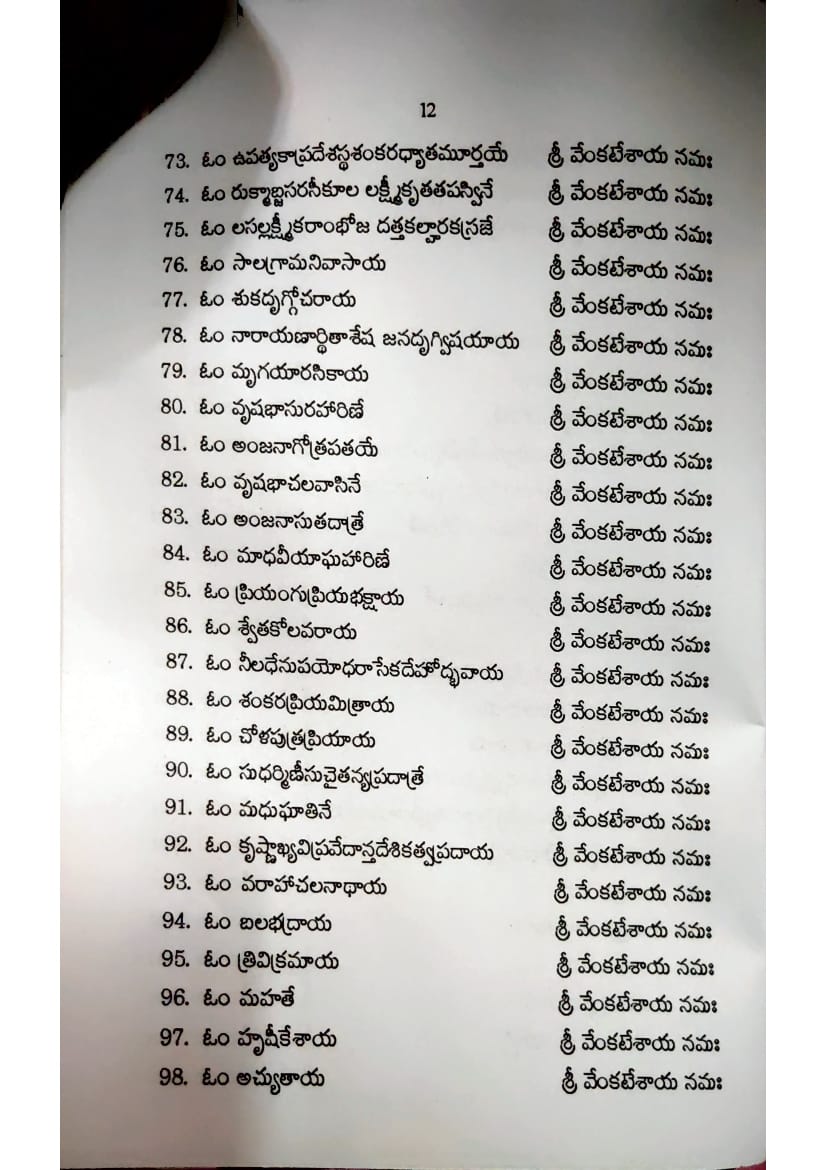 12
73. ఓం ఉపత్యకాప్రదేశస్థశంకరధ్యాతమూర్తయే శ్రీ వేంకటేశాయ నమః
74. ఓం రుక్మాబ్జసరసీకూల లక్ష్మీకృతతపస్వినే శ్రీ వేంకటేశాయ నమః
75. ఓం లసల్లక్ష్మీకరాంభోజ దత్తకల్హారకస్రజే శ్రీ వేంకటేశాయ నమః
76. ఓం సాలగ్రామనివాసాయ శ్రీ వేంకటేశాయ నమః
77. ఓం శుకదృగ్గోచరాయ శ్రీ వేంకటేశాయ నమః
78. ఓం నారాయణార్థితాశేష జనదృగ్విషయాయ శ్రీ వేంకటేశాయ నమః
79. ఓం మృగయారసికాయ శ్రీ వేంకటేశాయ నమః
80. ఓం వృషభాసురహారిణే శ్రీ వేంకటేశాయ నమః
81. ఓం అంజనాగోత్రపతయే శ్రీ వేంకటేశాయ నమః
82. ఓం వృషభాచలవాసినే శ్రీ వేంకటేశాయ నమః
83. ఓం అంజనాసుతదాత్రే శ్రీ వేంకటేశాయ నమః
84. ఓం మాధవీయాఘహారిణే శ్రీ వేంకటేశాయ నమః
85. ఓం ప్రియంగుప్రియభక్షాయ శ్రీ వేంకటేశాయ నమః
86. ఓం శ్వేతకోలవరాయ శ్రీ వేంకటేశాయ నమః
87. ఓం నీలధేనుపయోధరాసేకదేహోద్భవాయ శ్రీ వేంకటేశాయ నమః
88. ఓం శంకరప్రియమిత్రాయ శ్రీ వేంకటేశాయ నమః
89. ఓం చోళపుత్రప్రియాయ శ్రీ వేంకటేశాయ నమః
90. ఓం సుధర్మిణీసుచైతన్యప్రదాత్రే శ్రీ వేంకటేశాయ నమః
91. ఓం మధుఘాతినే శ్రీ వేంకటేశాయ నమః
92. ఓం కృష్ణాఖ్యవిప్రవేదాన్తదేశికత్వప్రదాయ శ్రీ వేంకటేశాయ నమః
93. ఓం వరాహాచలనాథాయ శ్రీ వేంకటేశాయ నమః
94. ఓం బలభద్రాయ శ్రీ వేంకటేశాయ నమః
95. ఓం త్రివిక్రమాయ శ్రీ వేంకటేశాయ నమః
96. ఓం మహతే శ్రీ వేంకటేశాయ నమః
97. ఓం హృషీకేశాయ శ్రీ వేంకటేశాయ నమః
98. ఓం అచ్యుతాయ శ్రీ వేంకటేశాయ నమః